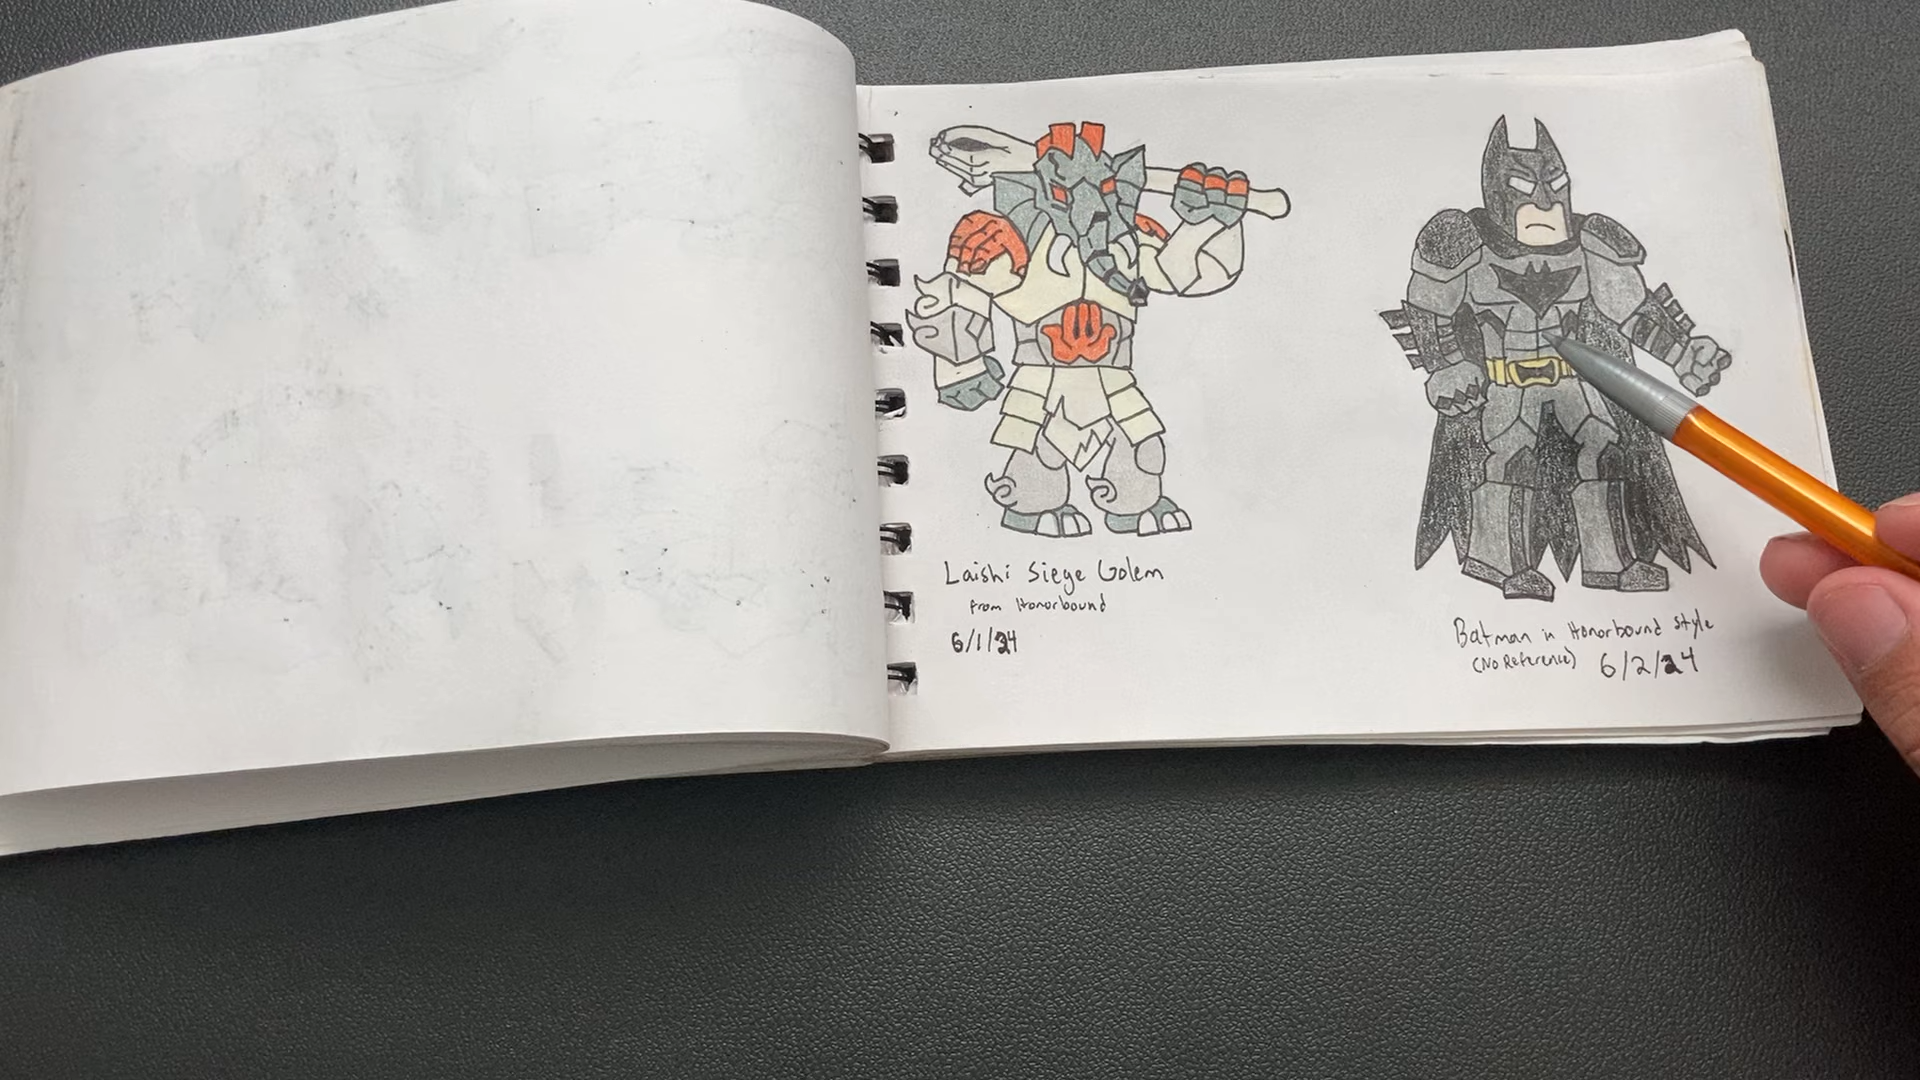 Laishi Siege Golem
from Honorbound
6/1/24
Batman in Honorbound style
(No Reference) 6/2/24